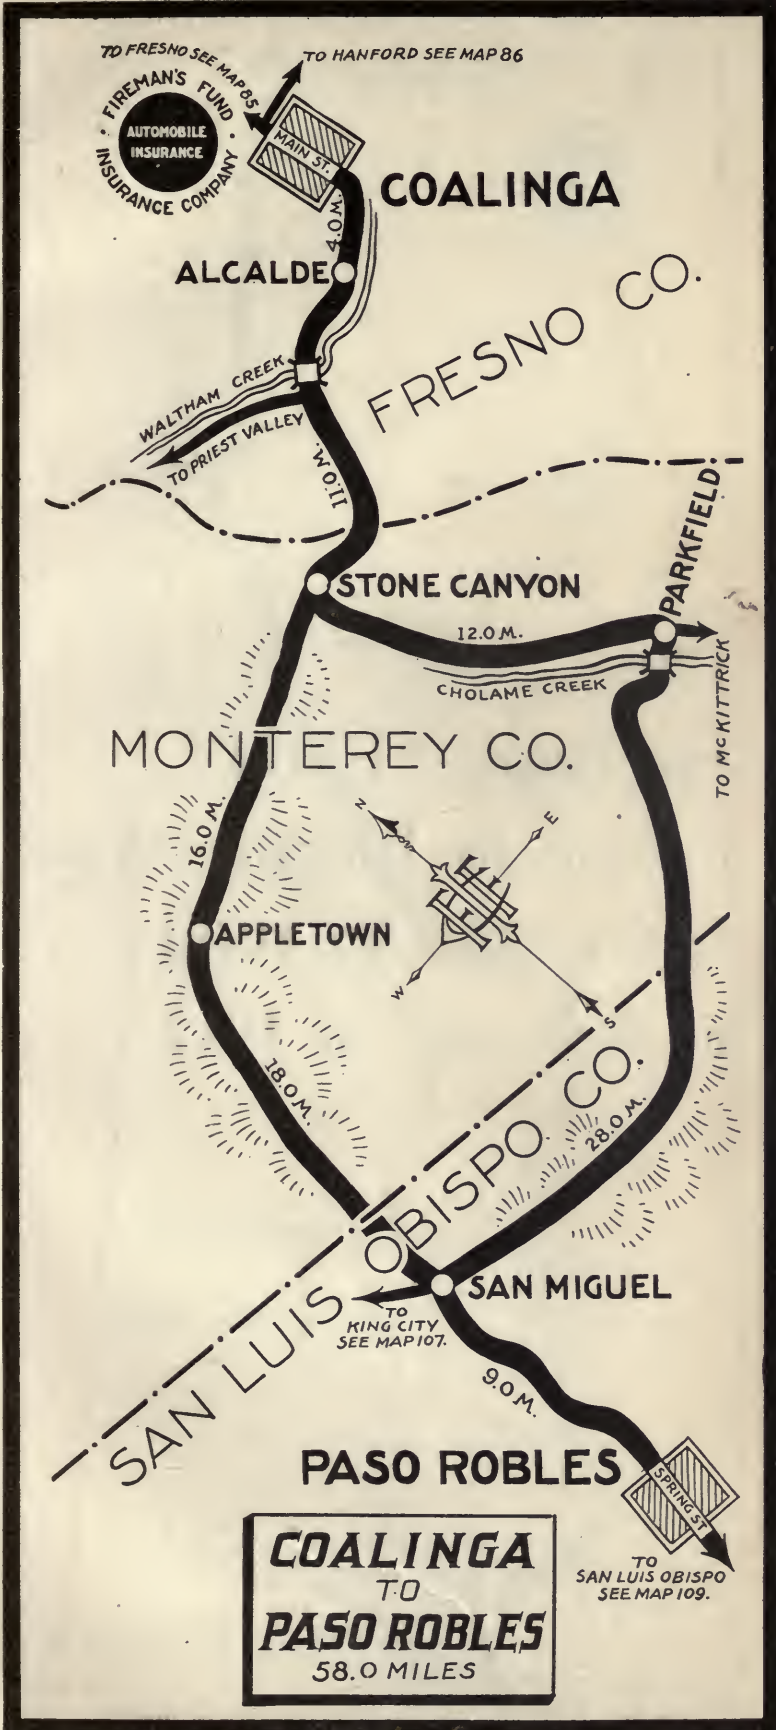 TO FRESNO SEE MAP 85
TO HANFORD SEE MAP 86
FIREMAN'S FUND
INSURANCE COMPANY
AUTOMOBILE
INSURANCE
MAIN ST.
COALINGA
4.0 M.
ALCALDE
FRESNO CO.
WALTHAM CREEK
TO PRIEST VALLEY
11.0 M.
PARKFIELD
STONE CANYON
12.0 M.
CHOLAME CREEK
TO McKITTRICK
MONTEREY CO.
16.0 M.
N
E
W
S
APPLETOWN
18.0 M.
28.0 M.
SAN LUIS OBISPO CO.
SAN MIGUEL
TO
KING CITY
SEE MAP 107.
9.0 M.
PASO ROBLES
SPRING ST
TO
SAN LUIS OBISPO
SEE MAP 109.
COALINGA
TO
PASO ROBLES
58.0 MILES